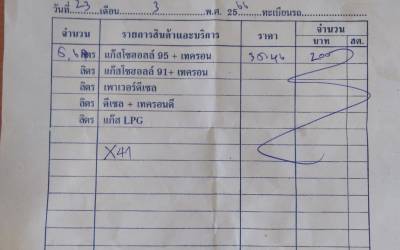 วันที่ 23 เดือน 3 พ.ศ. 2566 ทะเบียนรถ
จำนวน รายการสินค้าและบริการ ราคา จำนวน
บาท สต.
ลิตร แก๊สโซฮอลล์ 95 + เทครอน 35.46 200
ลิตร แก๊สโซฮอลล์ 91+ เทครอน
ลิตร เพาเวอร์ดีเซล
ลิตร ดีเซล + เทครอนดี
ลิตร แก๊ส LPG
X41